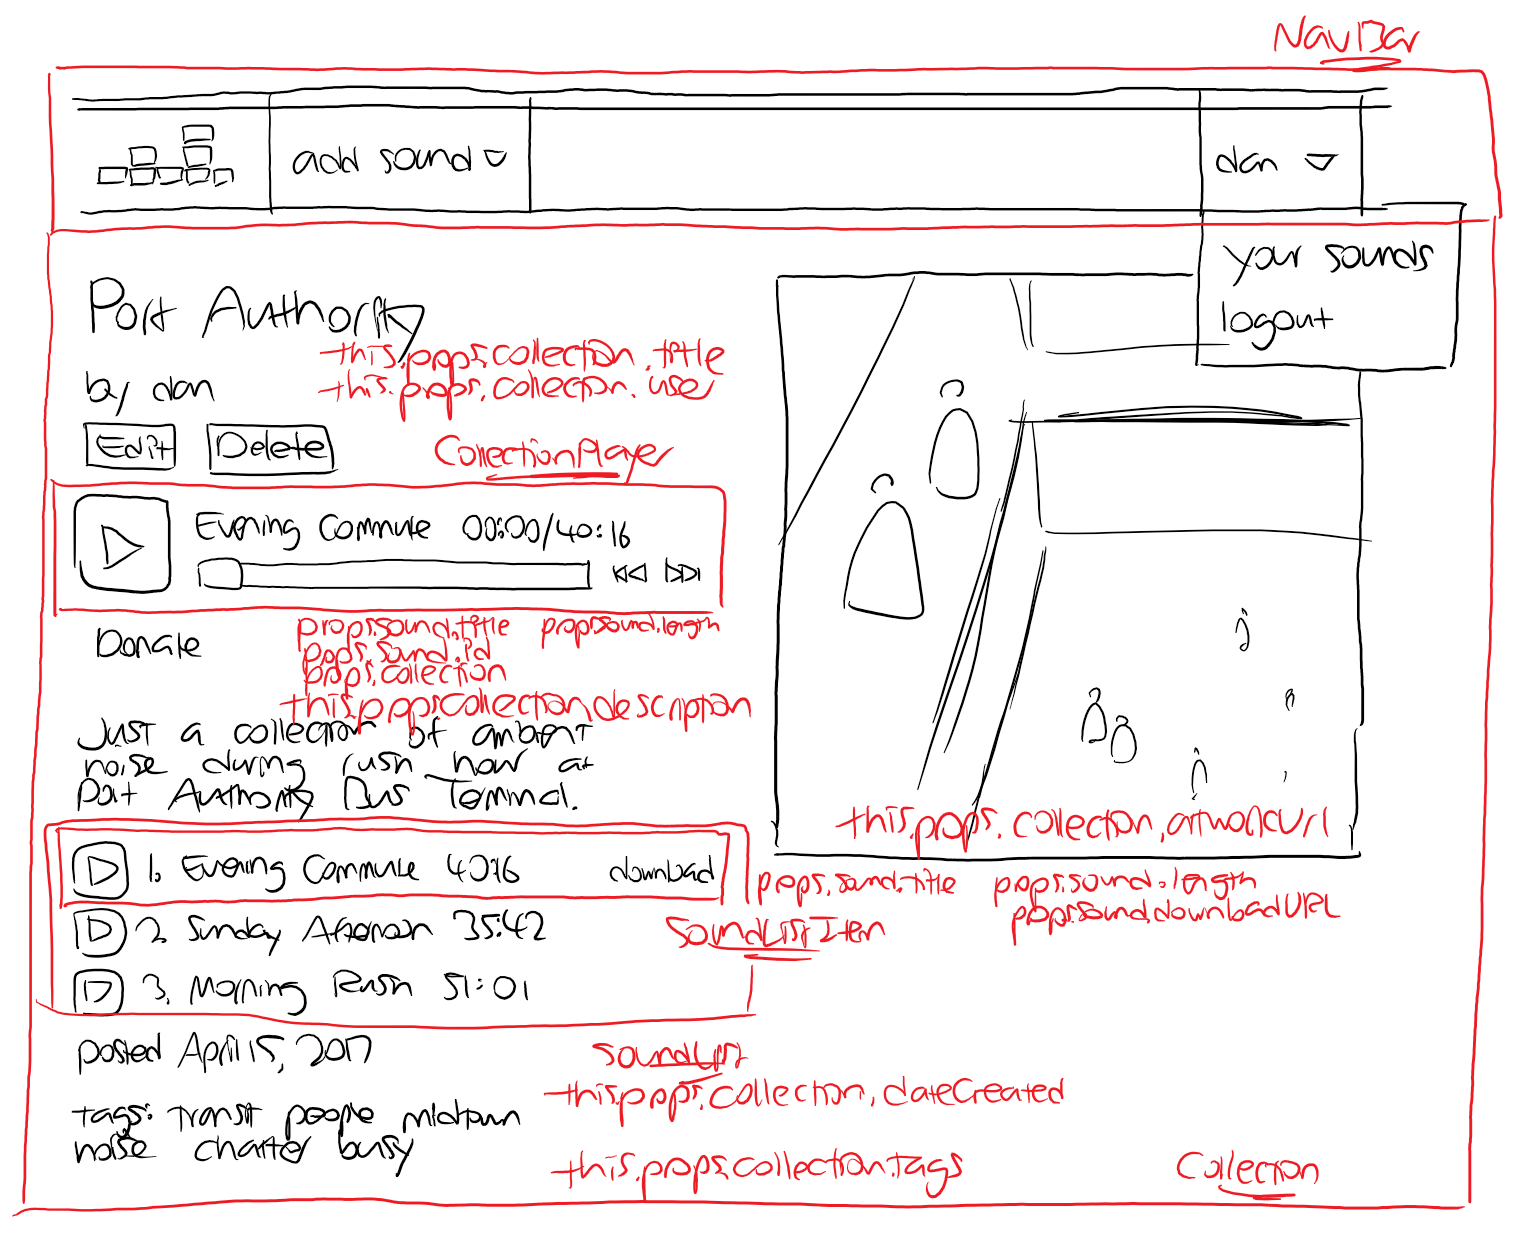 NavBar
add sound
dan
your sounds
logout
Port Authority
this.props.collection.title
by dan
this.props.collection.user
Edit
Delete
CollectionPlayer
Evening Commute 00:00/40:16
props.sound.title
props.sound.length
Donate
props.sound.id
props.collection
this.props.collection.description
Just a collection of ambient
noise during rush hour at
Port Authority Bus Terminal.
this.props.collection.artworkUrl
1. Evening Commute 40:16
download
props.sound.title
props.sound.length
props.sound.downloadURL
2. Sunday Afternoon 35:42
SoundListItem
3. Morning Rush 51:01
posted April 15, 2017
SoundList
this.props.collection.dateCreated
tags: transit people midtown
noise chatter busy
this.props.collection.tags
Collection